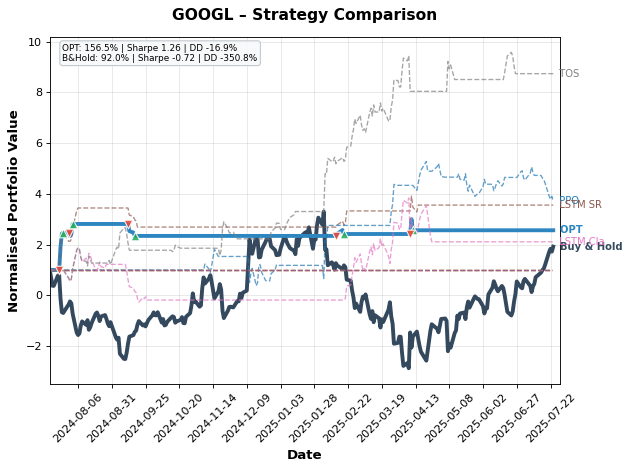 GOOGL – Strategy Comparison
OPT: 156.5% | Sharpe 1.26 | DD -16.9%
B&Hold: 92.0% | Sharpe -0.72 | DD -350.8%
Normalised Portfolio Value
10
8
6
4
2
0
−2
TOS
PPO
LSTM SR
OPT
LSTM Cla
Buy & Hold
2024-08-06
2024-08-31
2024-09-25
2024-10-20
2024-11-14
2024-12-09
2025-01-03
2025-01-28
2025-02-22
2025-03-19
2025-04-13
2025-05-08
2025-06-02
2025-06-27
2025-07-22
Date